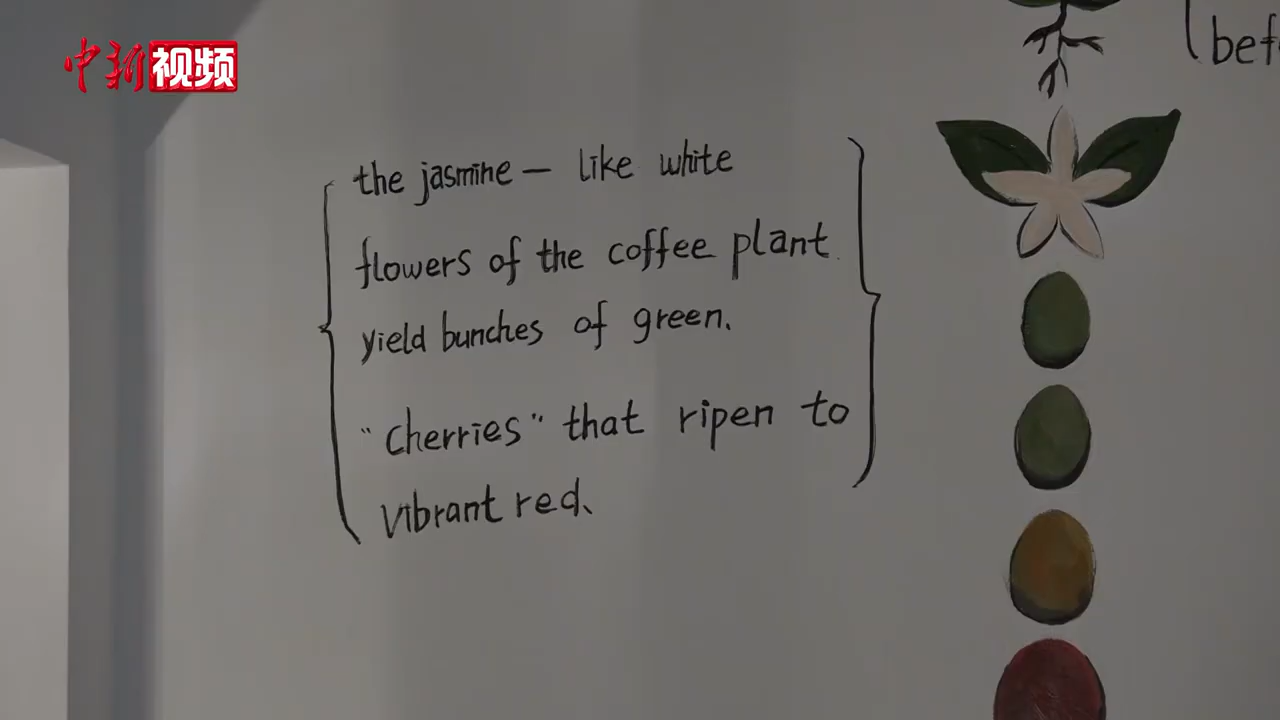 中新视频
bef
the jasmine — like white
flowers of the coffee plant
yield bunches of green.
"cherries" that ripen to
vibrant red、